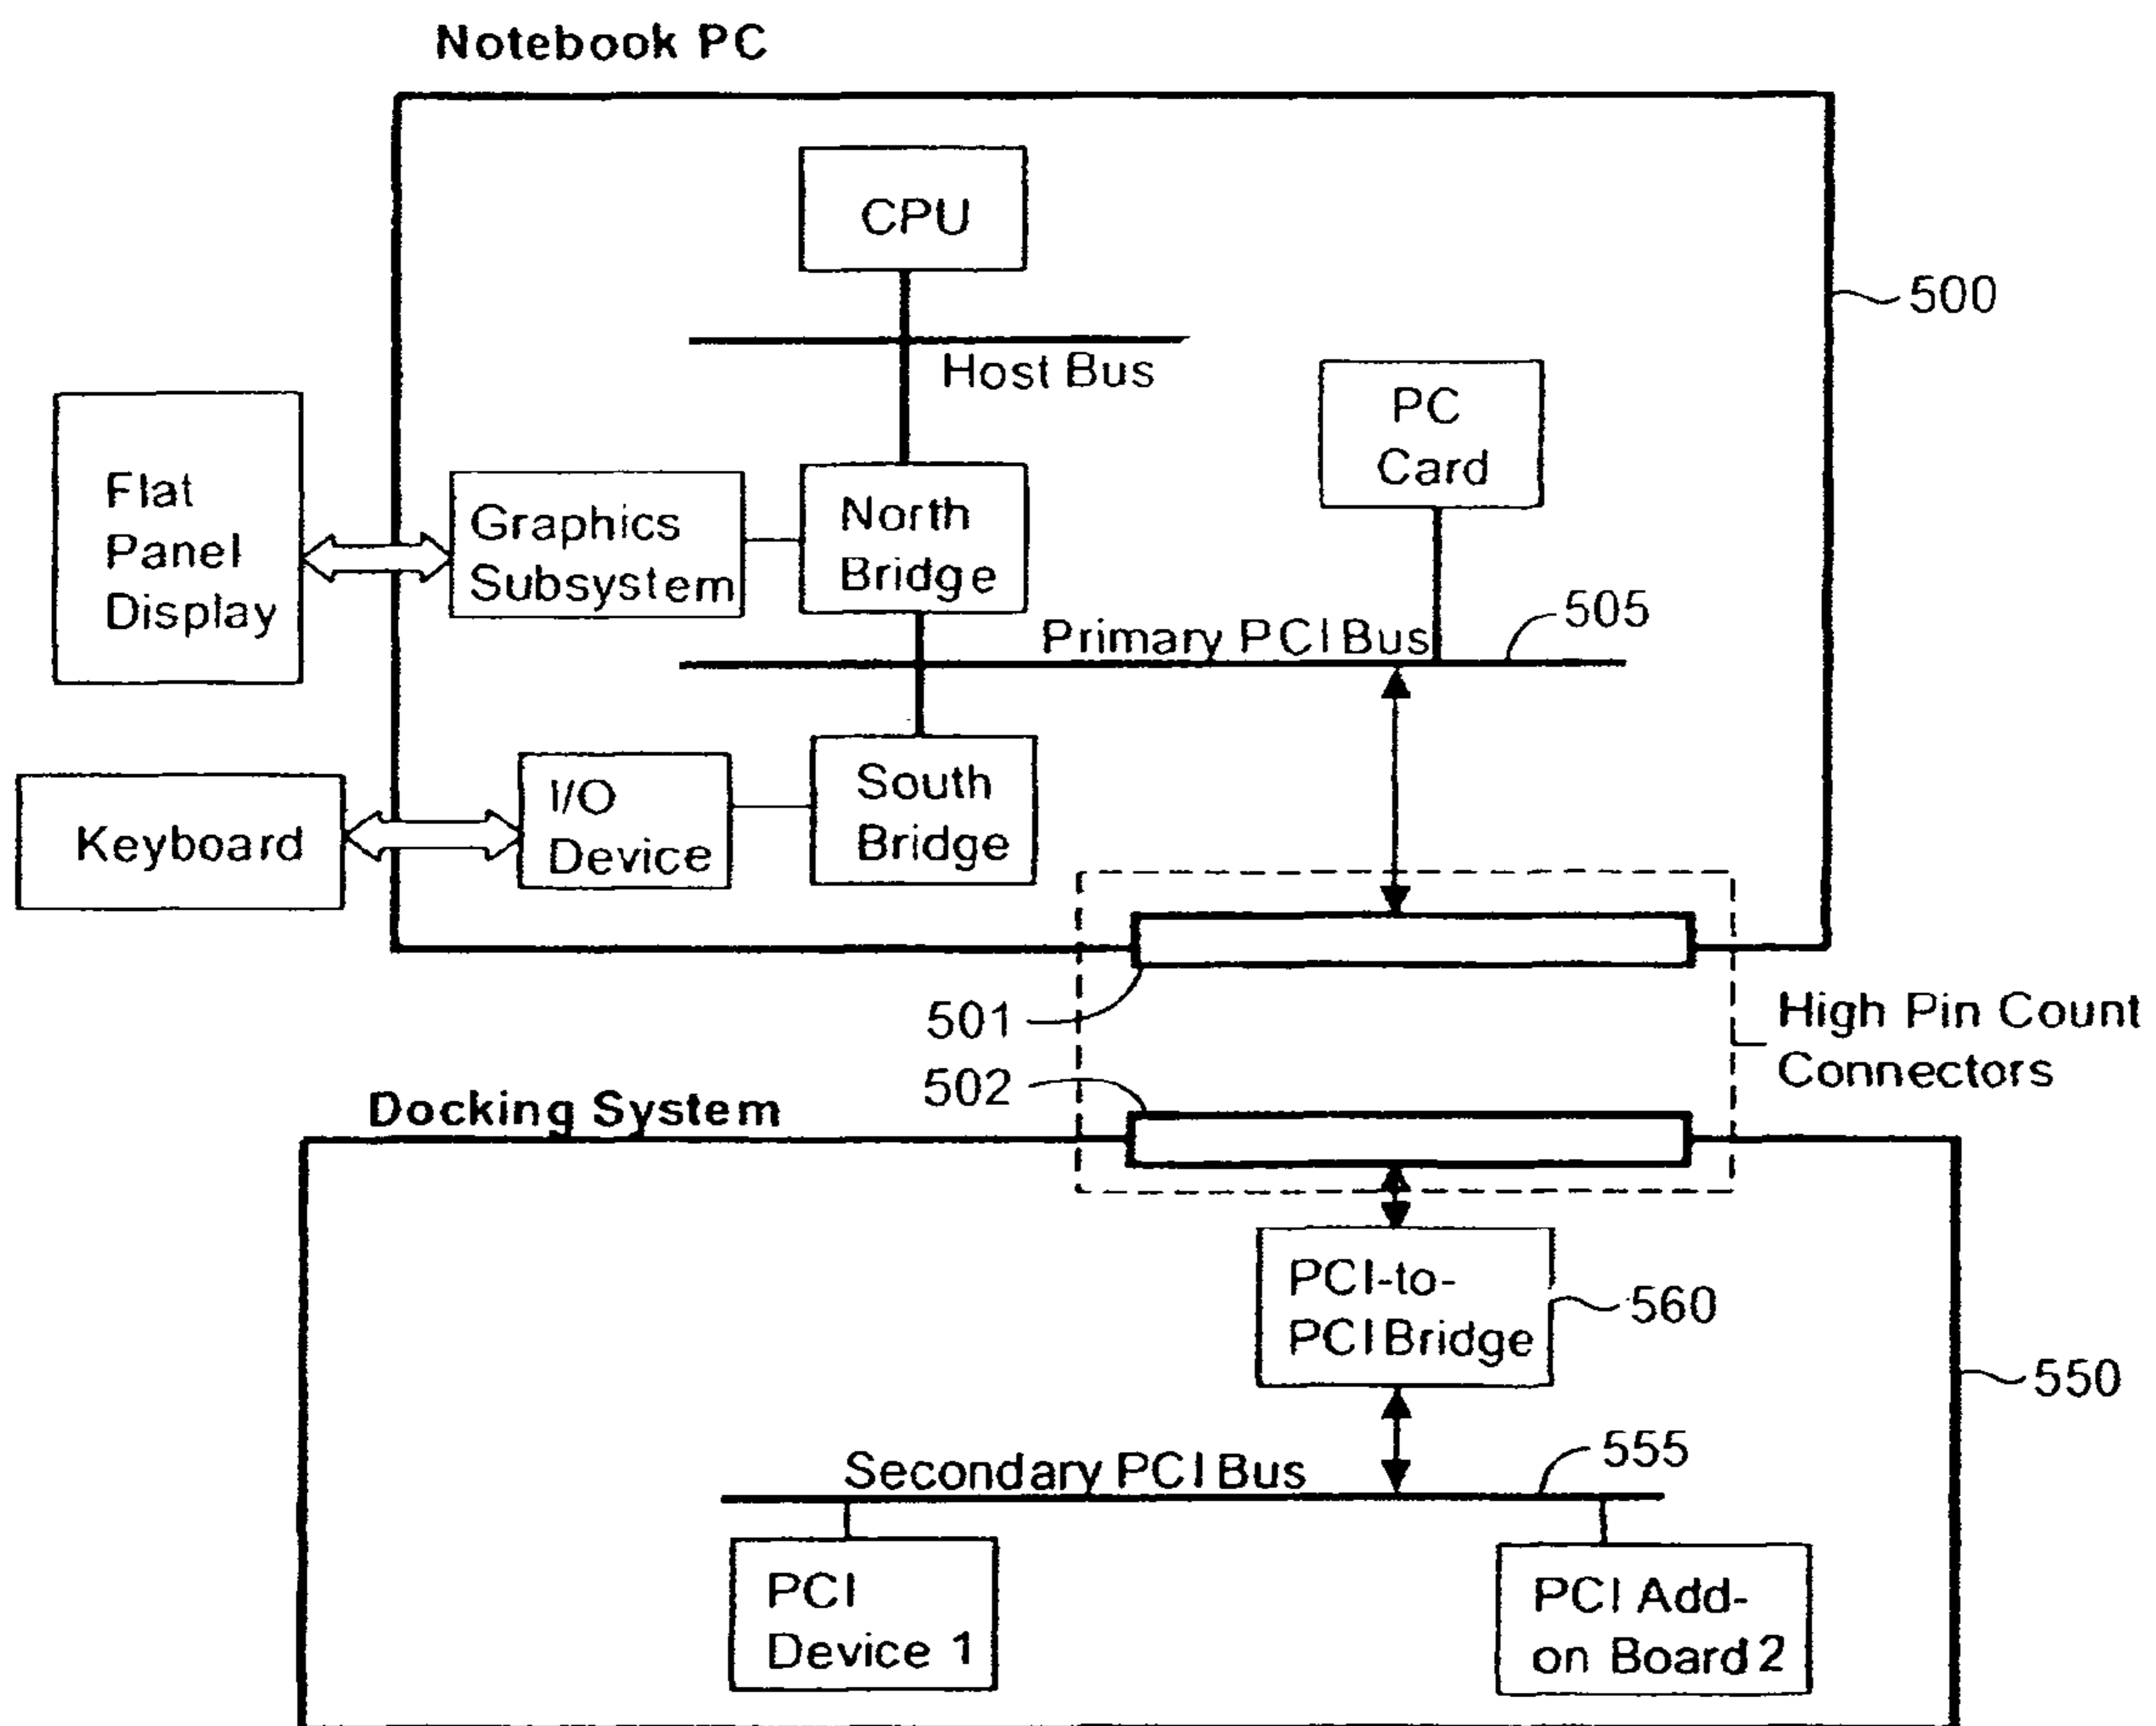 Notebook PC
CPU
500
Host Bus
PC
Card
Flat
Panel
Display
Graphics
Subsystem
North
Bridge
505
Primary PCI Bus
I/O
Device
South
Bridge
Keyboard
501
High Pin Count
Connectors
502
Docking System
PCI-to-
PCI Bridge
560
550
555
Secondary PCI Bus
PCI
Device 1
PCI Add-
on Board 2